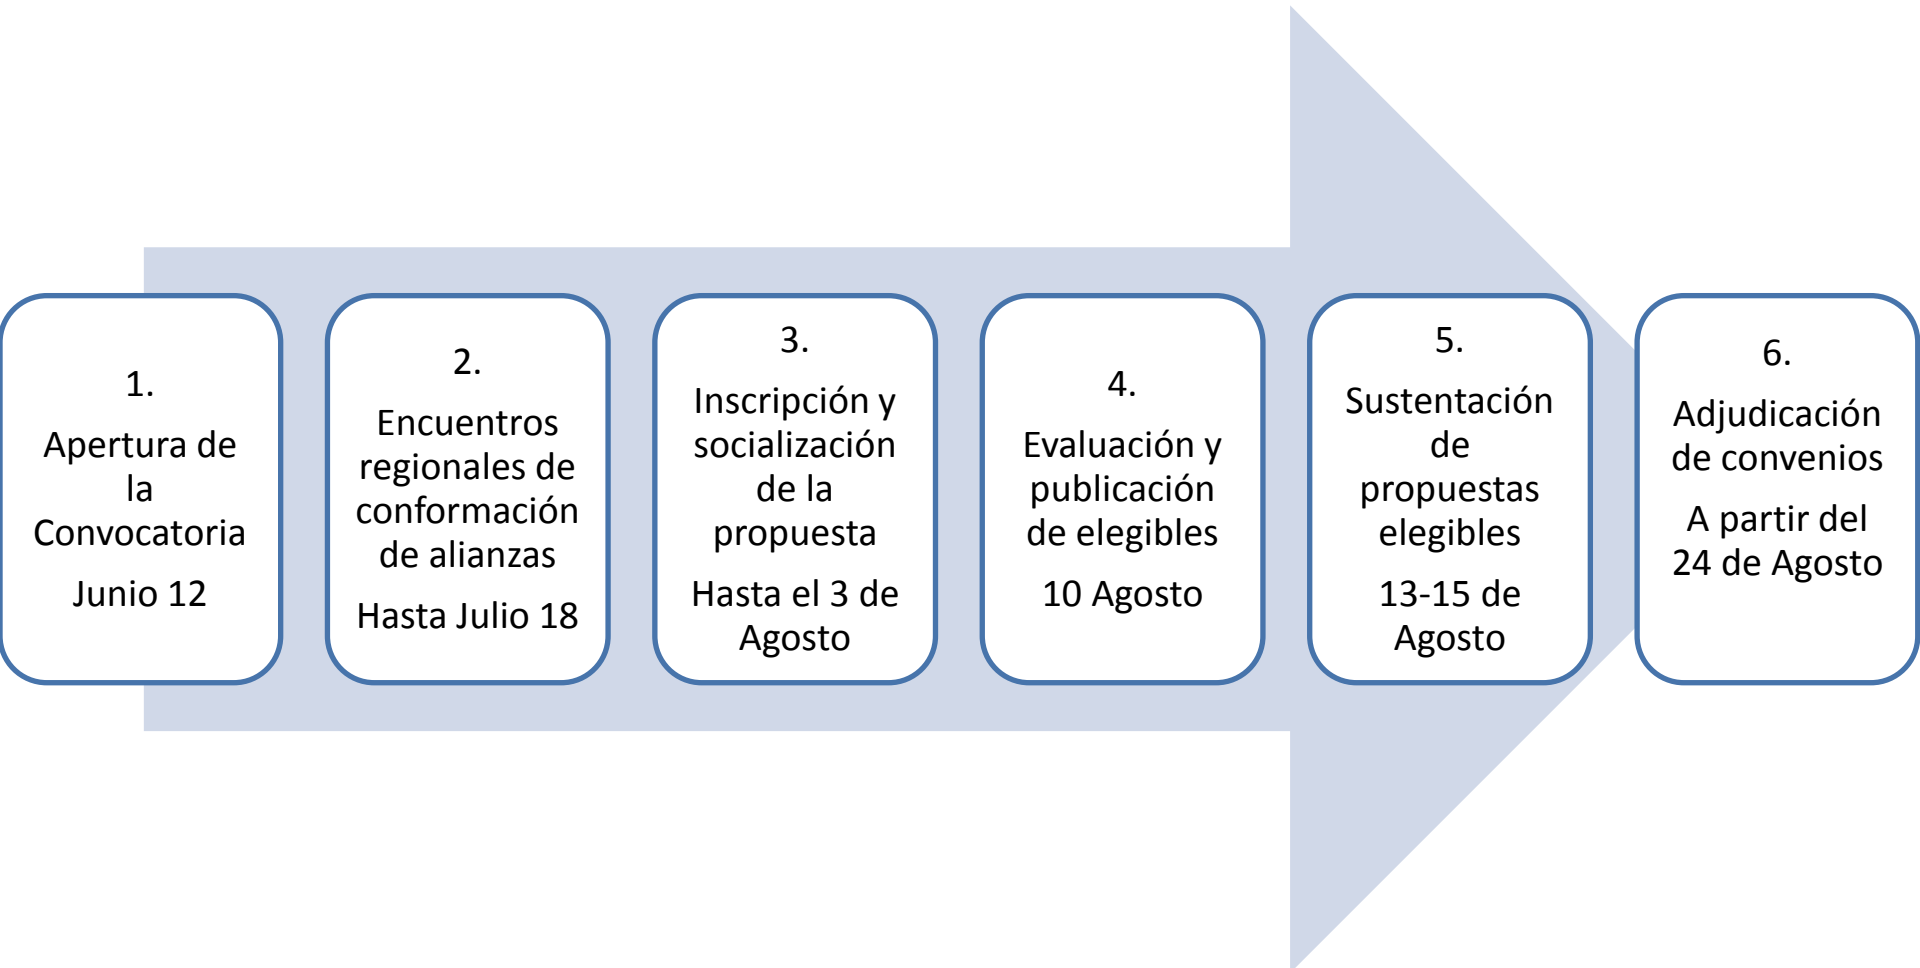 1.
Apertura de
la
Convocatoria
Junio 12
2.
Encuentros
regionales de
conformación
de alianzas
Hasta Julio 18
3.
Inscripción y
socialización
de la
propuesta
Hasta el 3 de
Agosto
4.
Evaluación y
publicación
de elegibles
10 Agosto
5.
Sustentación
de
propuestas
elegibles
13-15 de
Agosto
6.
Adjudicación
de convenios
A partir del
24 de Agosto